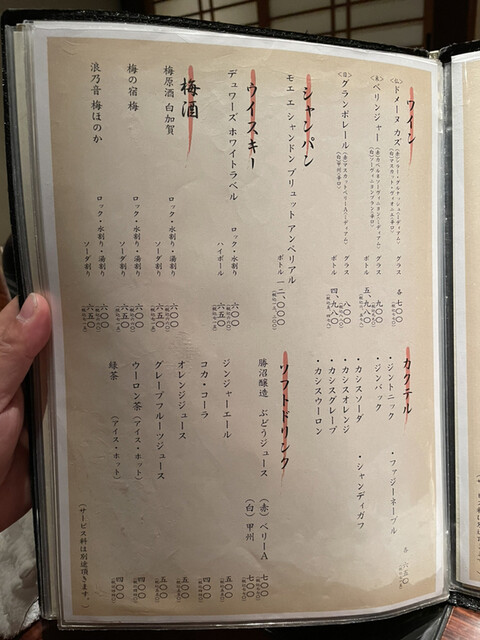 ワイン
ドメーヌ カズ
グラス
各 七〇〇
ベリンジャー
グラス 九〇〇
ボトル 五、九八〇
グランポレール
グラス 八〇〇
ボトル 四、九八〇
シャンパン
モエ エ シャンドン ブリュット アンペリアル
ボトル 一二、〇〇〇
ウイスキー
デュワーズ ホワイトラベル
ロック・水割り 六〇〇
ハイボール 六五〇
梅酒
梅原酒 白加賀
ロック・水割り・湯割り 六〇〇
ソーダ割り 六五〇
梅の宿 梅
ロック・水割り・湯割り 六〇〇
ソーダ割り 六五〇
浪乃音 梅ほのか
ロック・水割り・湯割り 六〇〇
ソーダ割り 六五〇
カクテル
・ジントニック ・ファジーネーブル
・ジンバック
各 六五〇
・カシスソーダ ・シャンディガフ
・カシスオレンジ
・カシスグレープ
・カシスウーロン
ソフトドリンク
勝沼醸造 ぶどうジュース (赤) ベリーA 七〇〇
(白) 甲州 七〇〇
ジンジャーエール 五〇〇
コカ・コーラ 四〇〇
オレンジジュース 五〇〇
グレープフルーツジュース 五〇〇
ウーロン茶 (アイス・ホット) 四〇〇
緑茶 (アイス・ホット) 四〇〇
(サービス料は別途頂きます。)